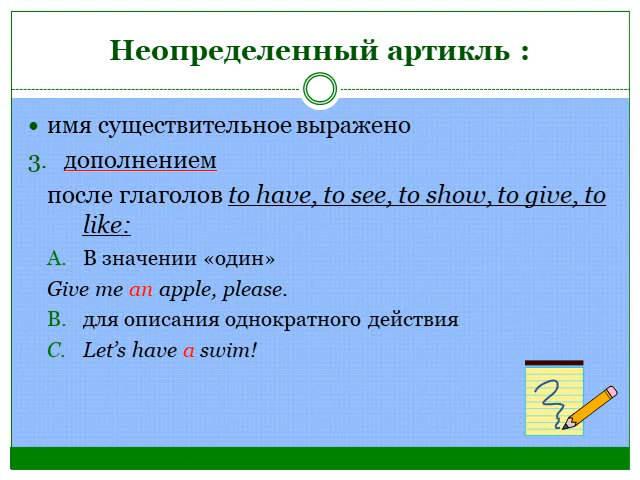 Неопределенный артикль :
• имя существительное выражено
3. дополнением
после глаголов to have, to see, to show, to give, to
like:
A. В значении «один»
Give me an apple, please.
B. для описания однократного действия
C. Let's have a swim!